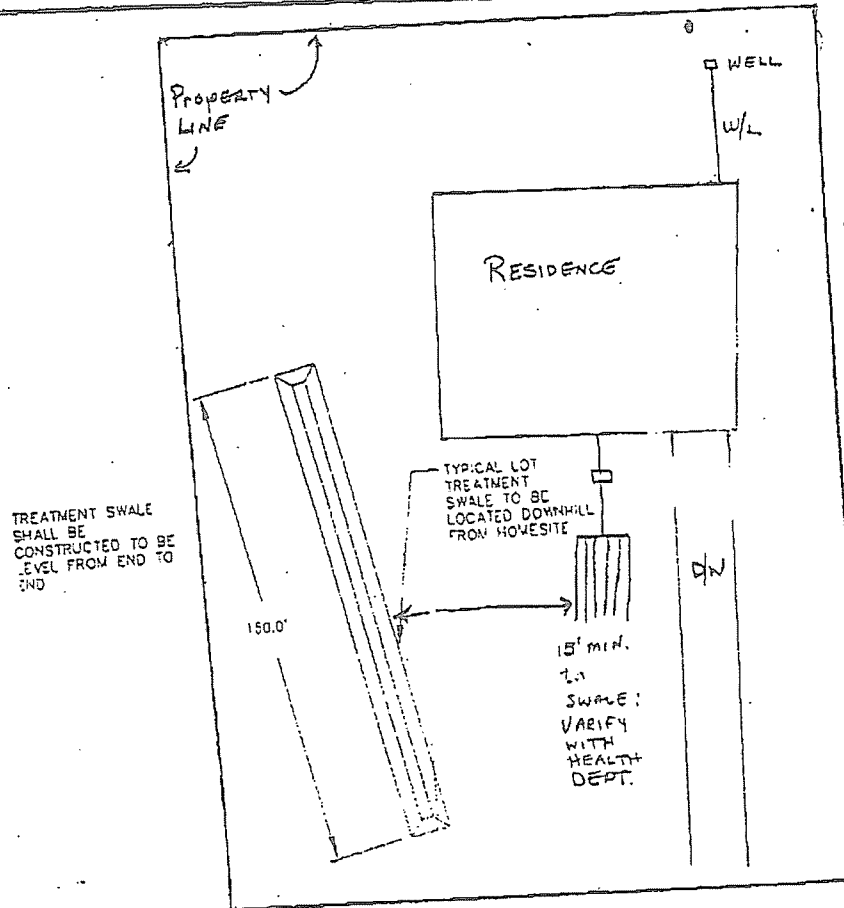 PropERTY
LINE
WELL
W/L
RESIDENCE
TYPICAL LOT
TREATMENT
SWALE TO BE
LOCATED DOWNHILL
FROM HOMESITE
TREATMENT SWALE
SHALL BE
CONSTRUCTED TO BE
LEVEL FROM END TO
END
150.0'
D/W
15' MIN.
to
SWALE:
VARIFY
WITH
HEALTH
DEPT.